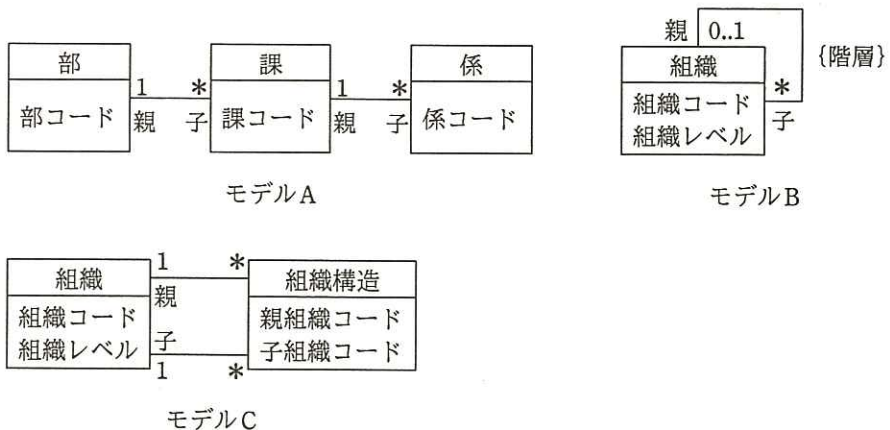 部
部コード
1
*
親
子
課
課コード
1
*
親
子
係
係コード
モデルA
親
0..1
{階層}
組織
組織コード
組織レベル
*
子
モデルB
組織
組織コード
組織レベル
1
*
親
子
1
*
組織構造
親組織コード
子組織コード
モデルC